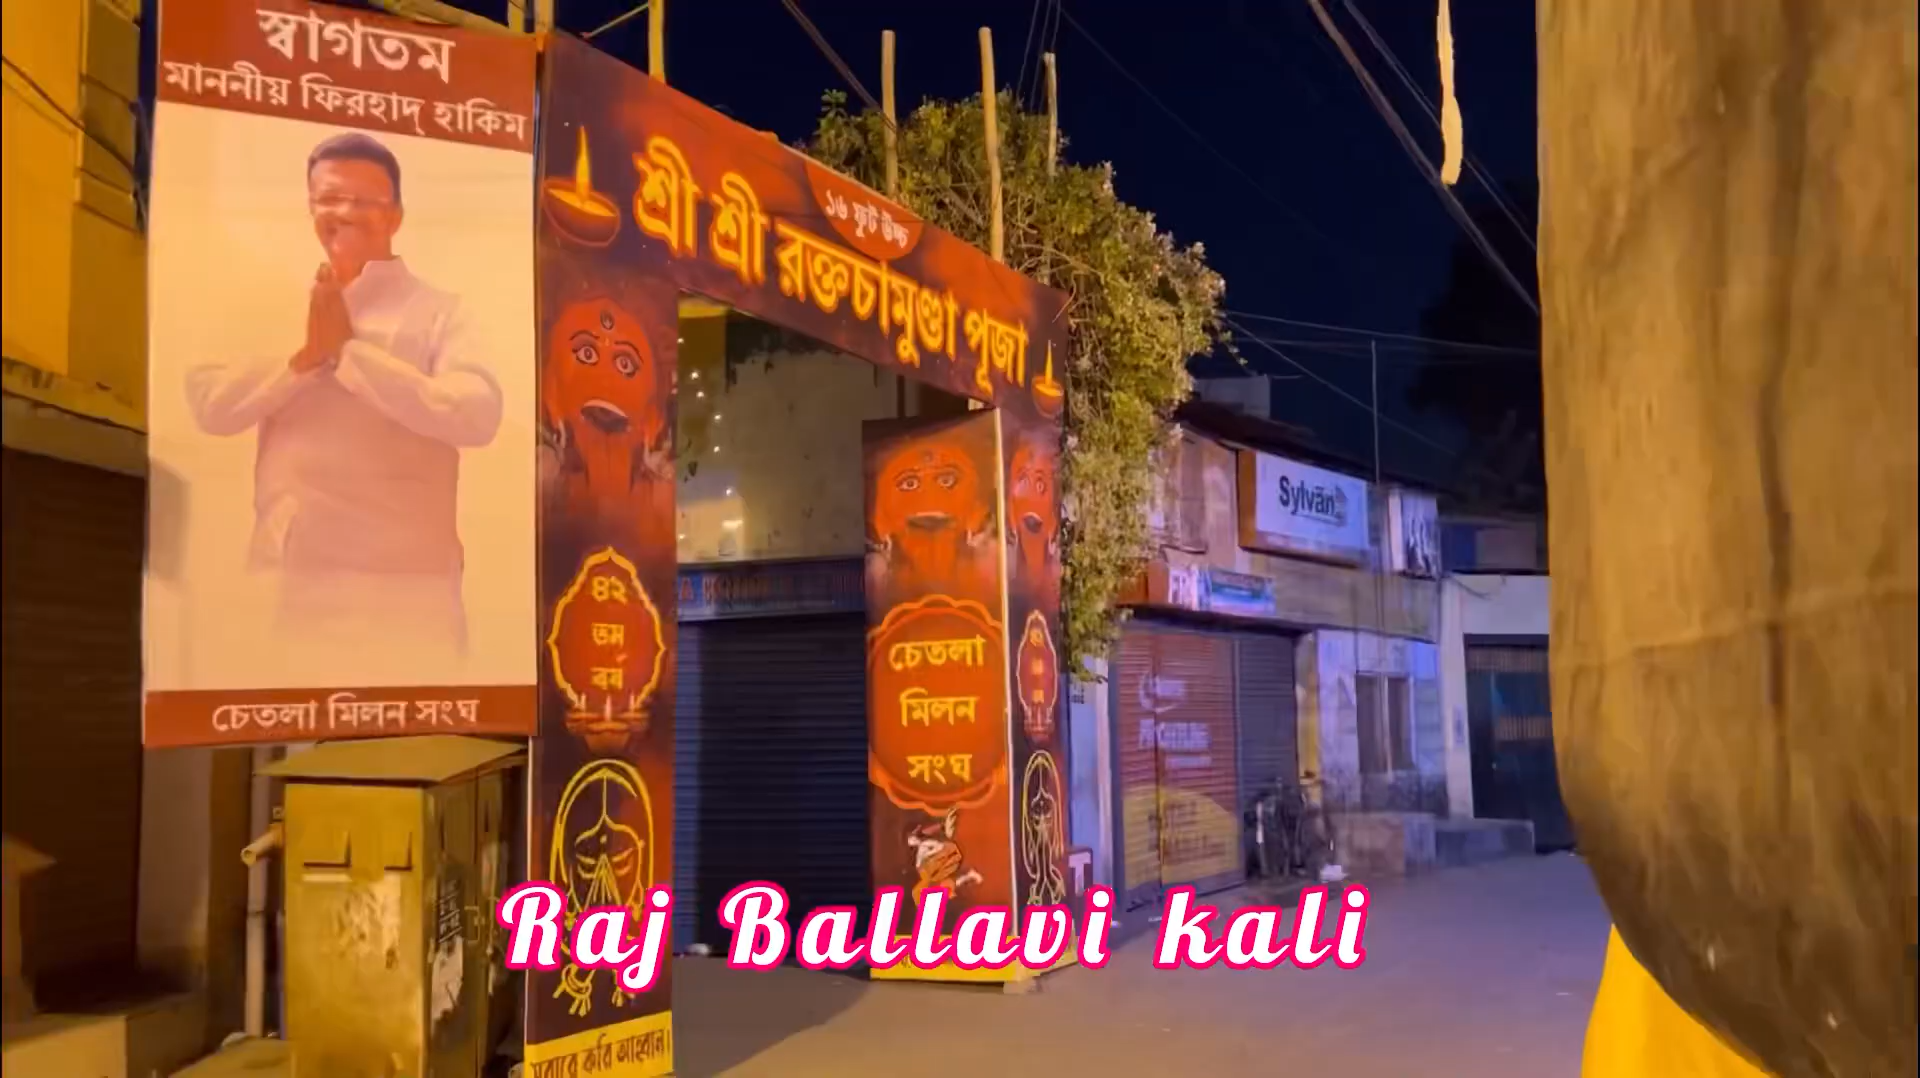 স্বাগতম
মাননীয় ফিরহাদ্ হাকিম
চেতলা মিলন সংঘ
১৬ ফুট উচ্চ
শ্রী শ্রী রক্তচামুণ্ডা পূজা
৪২
তম
বর্ষ
সবারে করি আহ্বান।
চেতলা
মিলন
সংঘ
Sylvan
Raj Ballavi kali